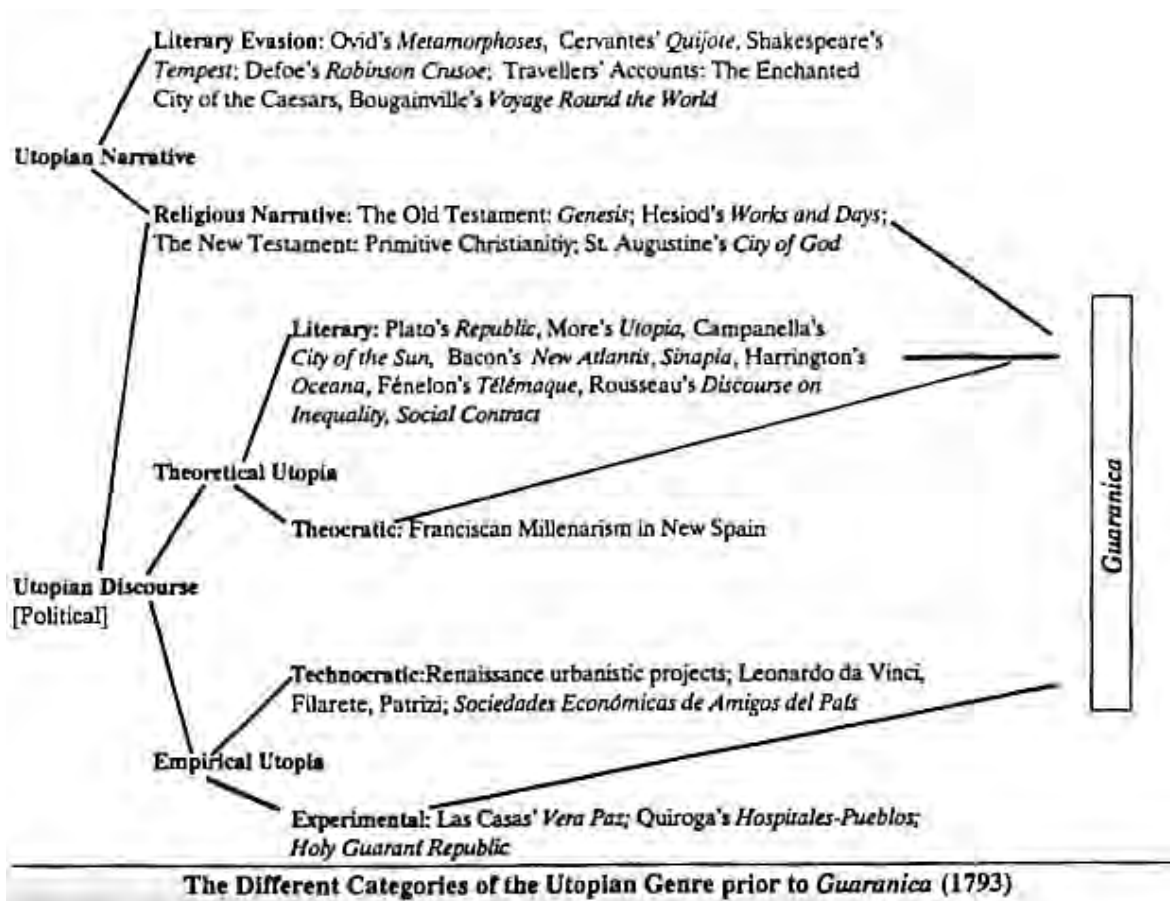 Literary Evasion: Ovid's Metamorphoses, Cervantes' Quijote, Shakespeare's
Tempest; Defoe's Robinson Crusoe; Travellers' Accounts: The Enchanted
City of the Caesars, Bougainville's Voyage Round the World
Utopian Narrative
Religious Narrative: The Old Testament: Genesis; Hesiod's Works and Days;
The New Testament: Primitive Christianitiy; St. Augustine's City of God
Literary: Plato's Republic, More's Utopia, Campanella's
City of the Sun, Bacon's New Atlantis, Sinapia, Harrington's
Oceana, Fénelon's Télémaque, Rousseau's Discourse on
Inequality, Social Contract
Theoretical Utopia
Theocratic: Franciscan Millenarism in New Spain
Utopian Discourse
[Political]
Technocratic:Renaissance urbanistic projects; Leonardo da Vinci,
Filarete, Patrizi; Sociedades Económicas de Amigos del País
Empirical Utopia
Experimental: Las Casas' Vera Paz; Quiroga's Hospitales-Pueblos;
Holy Guaraní Republic
Guaranica
The Different Categories of the Utopian Genre prior to Guaranica (1793)